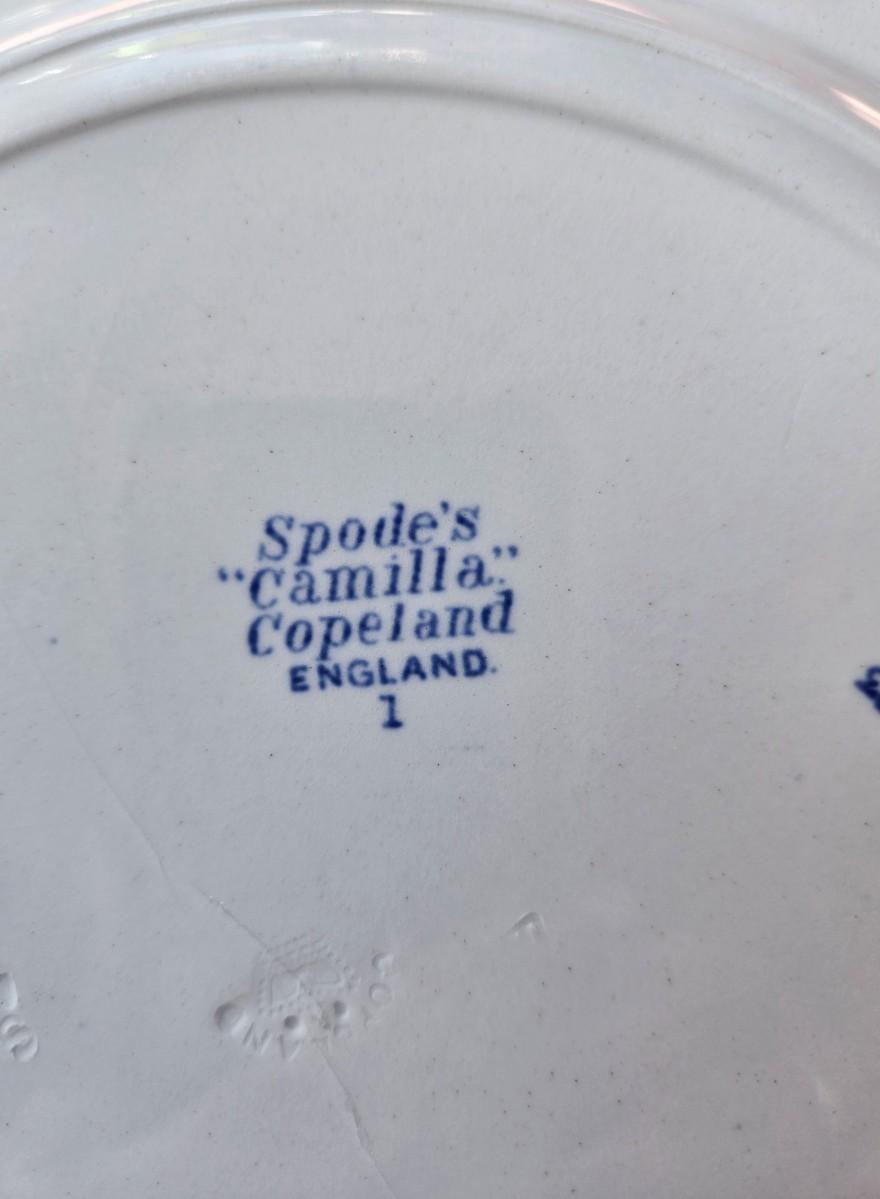 Spode's
"Camilla."
Copeland
ENGLAND.
1
F